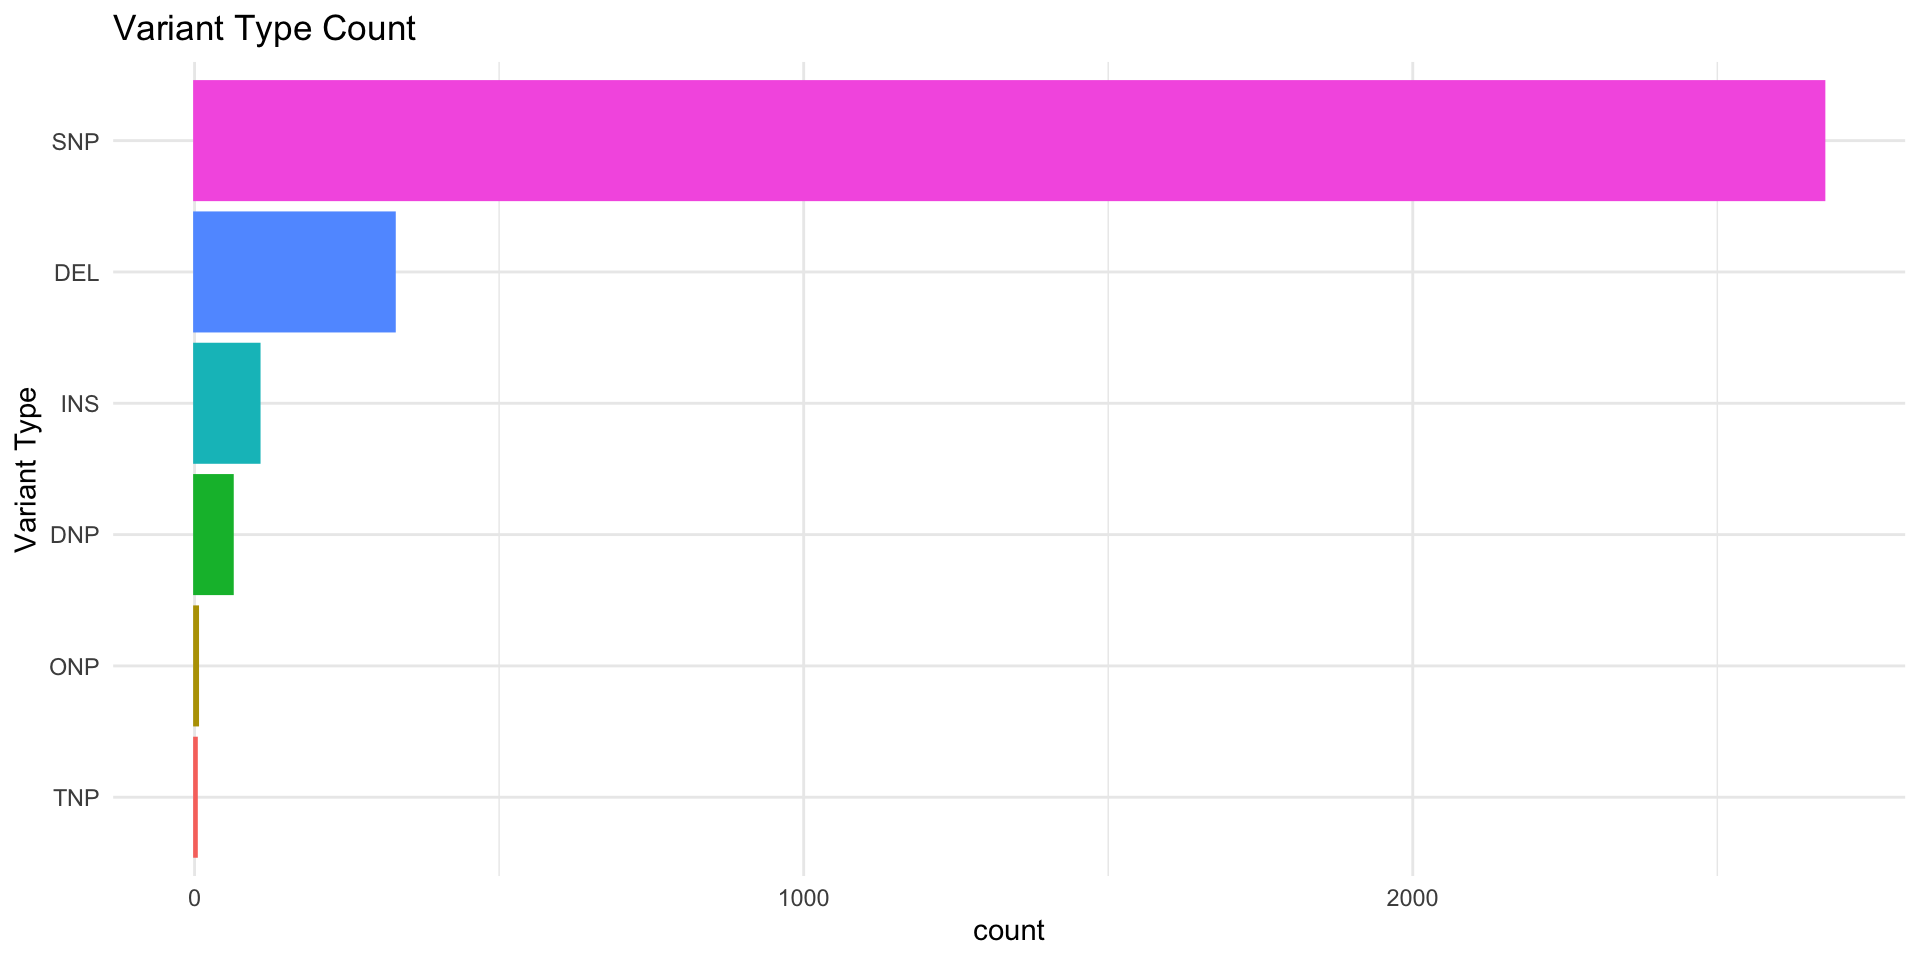 Variant Type Count
Variant Type
SNP
DEL
INS
DNP
ONP
TNP
0 1000 2000
count